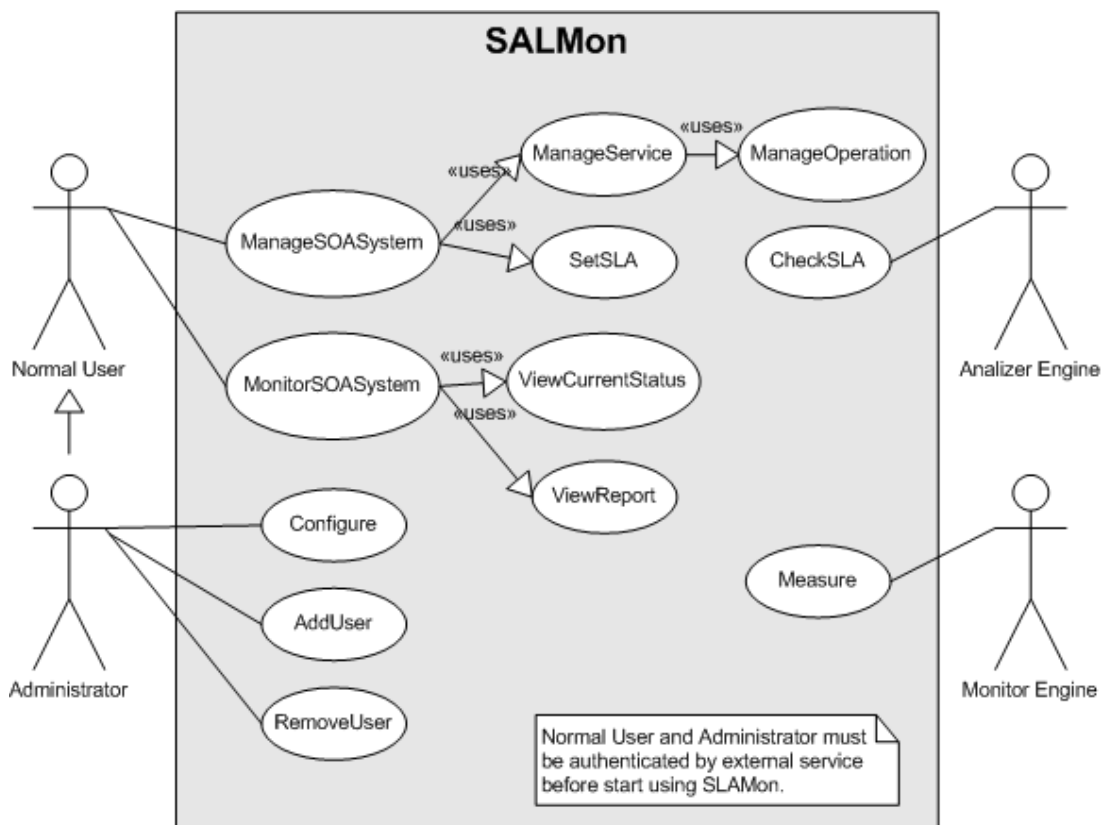 SALMon
«uses»
ManageService
ManageOperation
«uses»
ManageSOASystem
«uses»
SetSLA
CheckSLA
Normal User
Analizer Engine
MonitorSOASystem
«uses»
ViewCurrentStatus
«uses»
ViewReport
Configure
Measure
AddUser
Administrator
Monitor Engine
RemoveUser
Normal User and Administrator must
be authenticated by external service
before start using SLAMon.